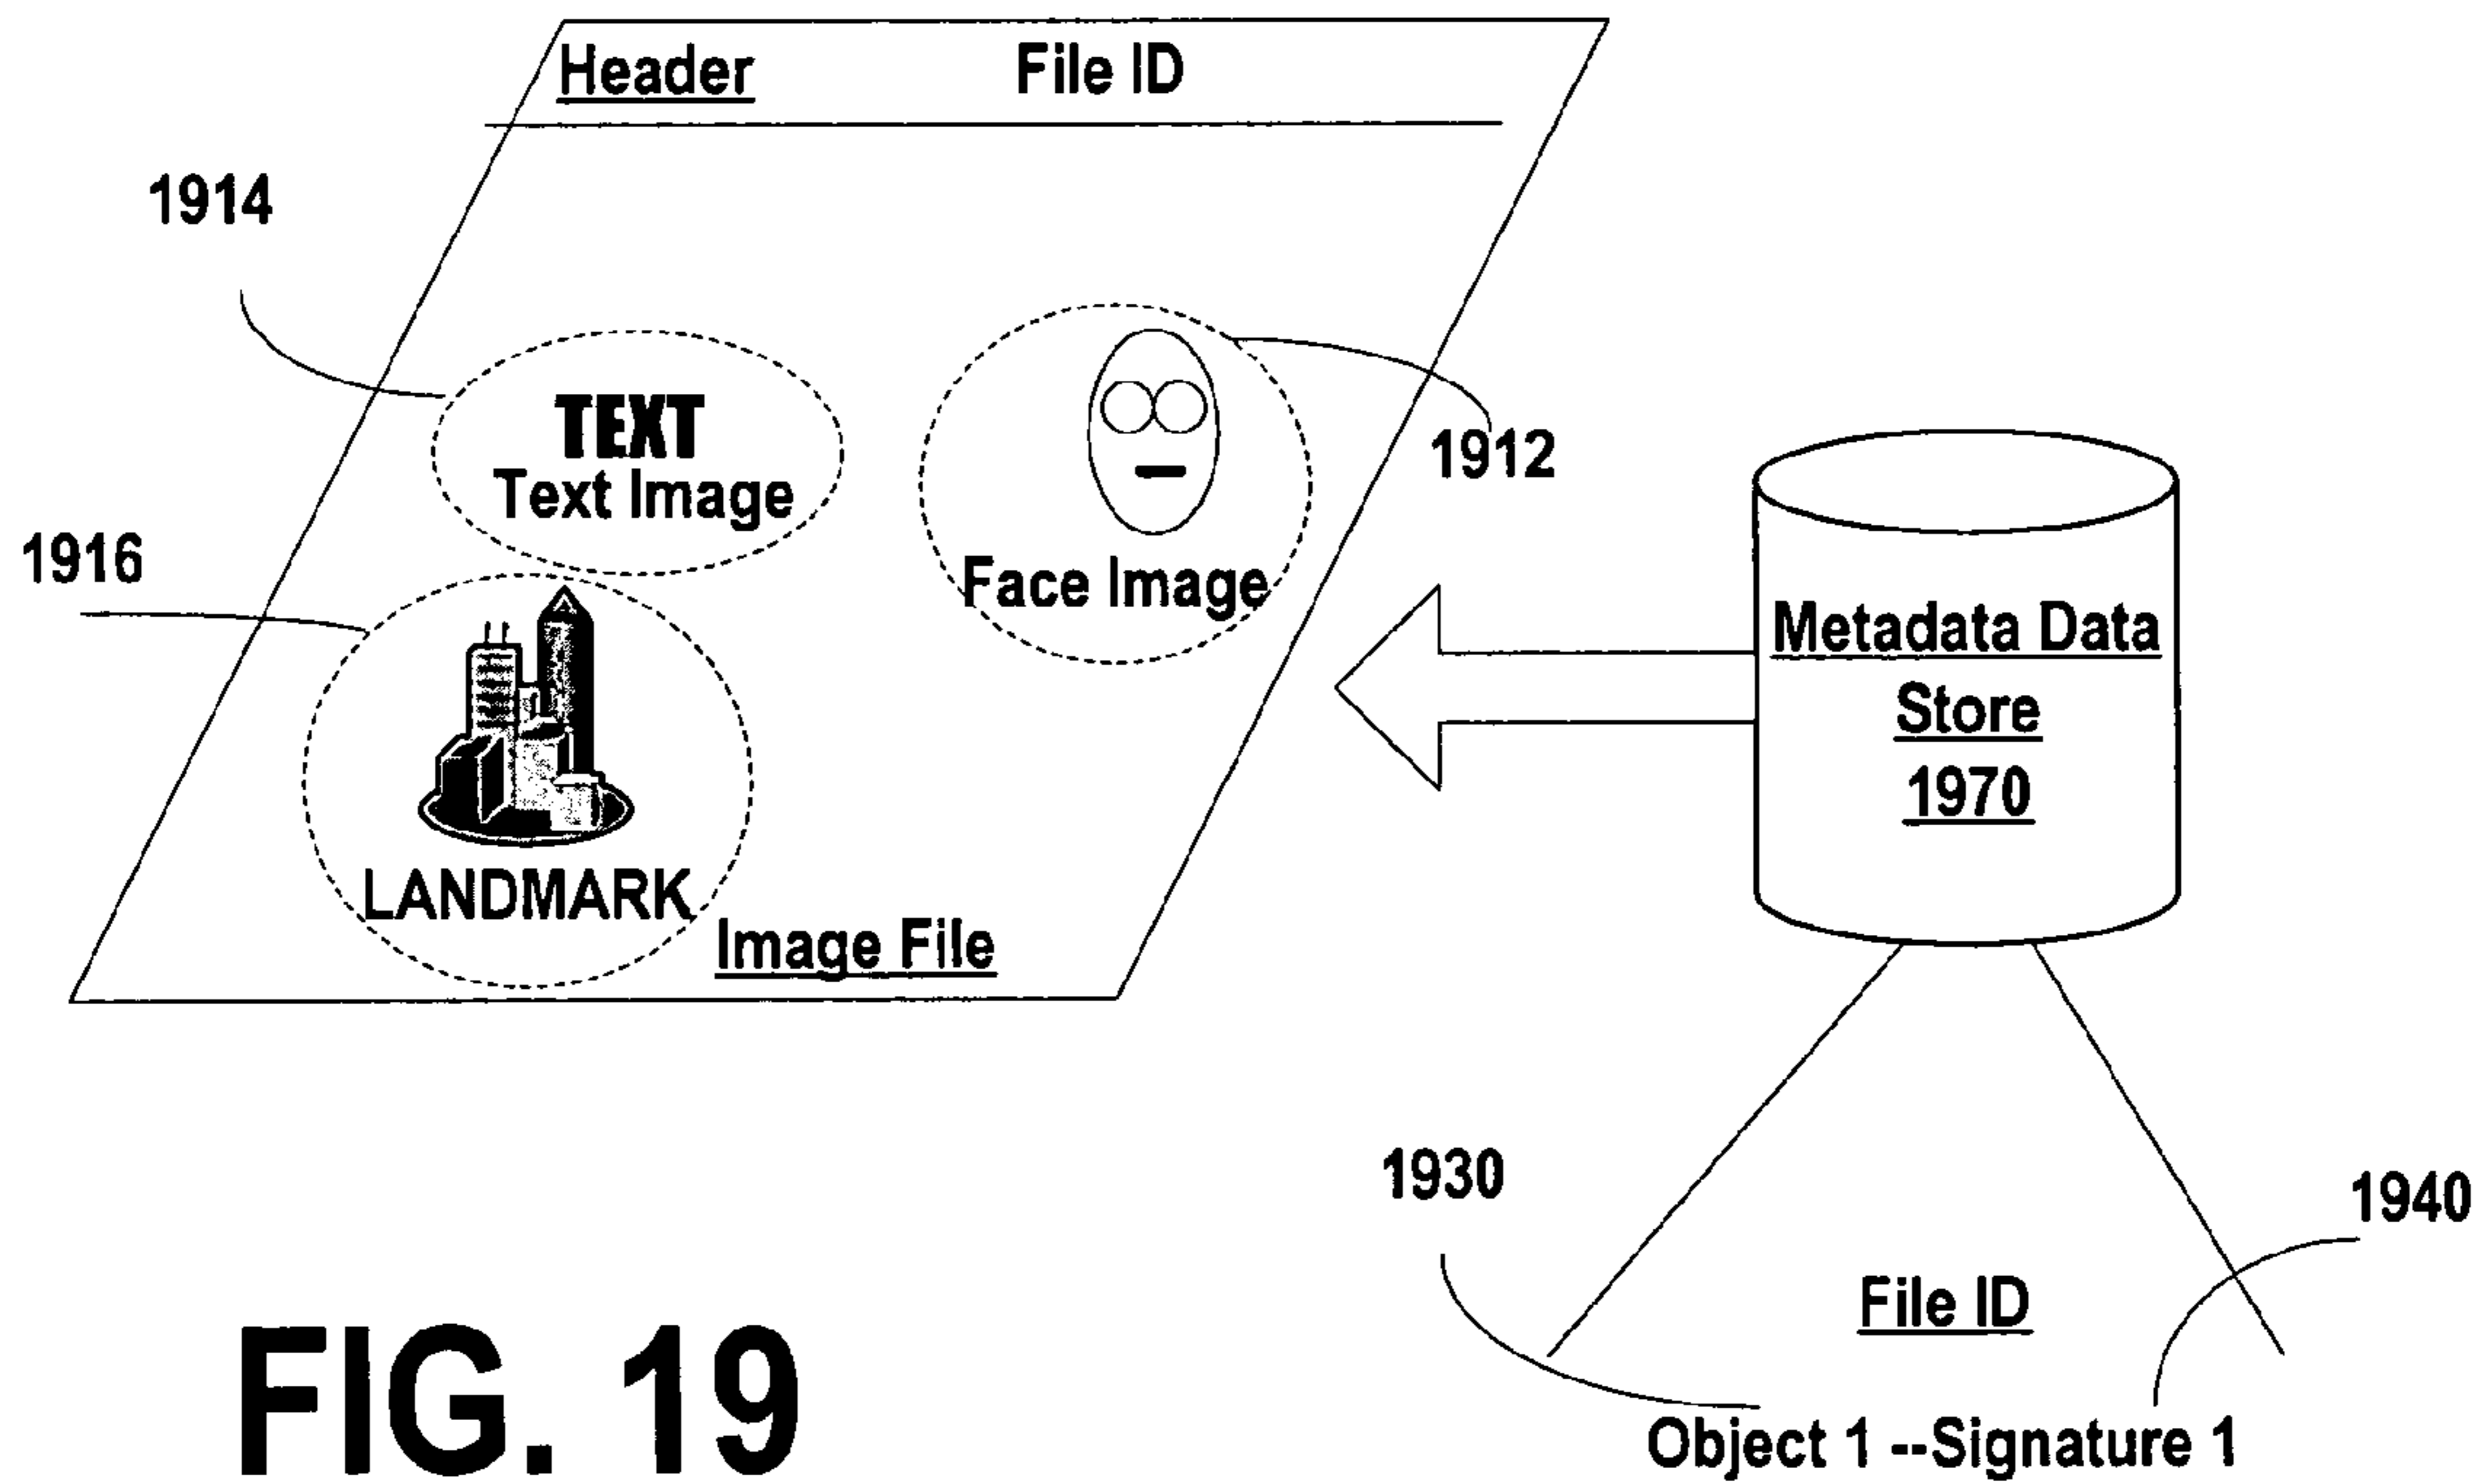 Header File ID
1914
TEXT
Text Image
1912
1916
Face Image
Metadata Data
Store
1970
LANDMARK
Image File
1930
1940
File ID
Object 1 --Signature 1
FIG. 19